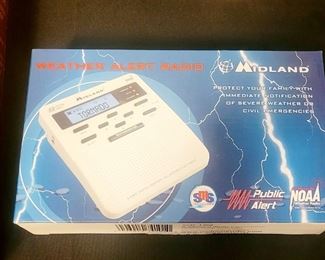 WEATHER ALERT RADIO
MIDLAND
PROTECT YOUR FAMILY WITH
IMMEDIATE NOTIFICATION
OF SEVERE WEATHER OR
CIVIL EMERGENCIES
MIDLAND
TORNADO
Public
Alert
NOAA